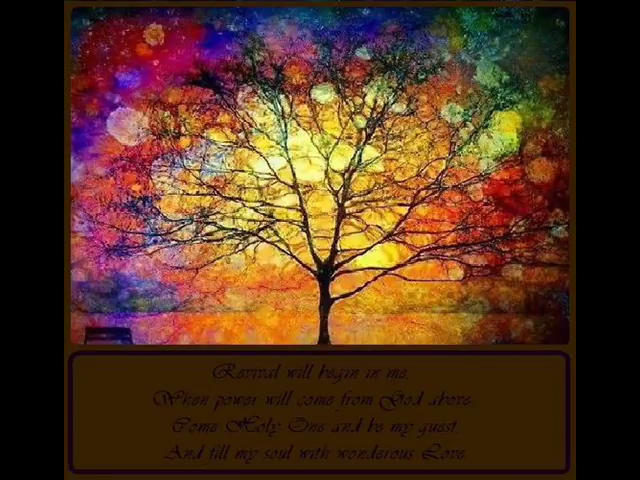 Revival will begin in me,
When power will come from God above.
Come Holy One and be my guest,
And fill my soul with wonderous Love.